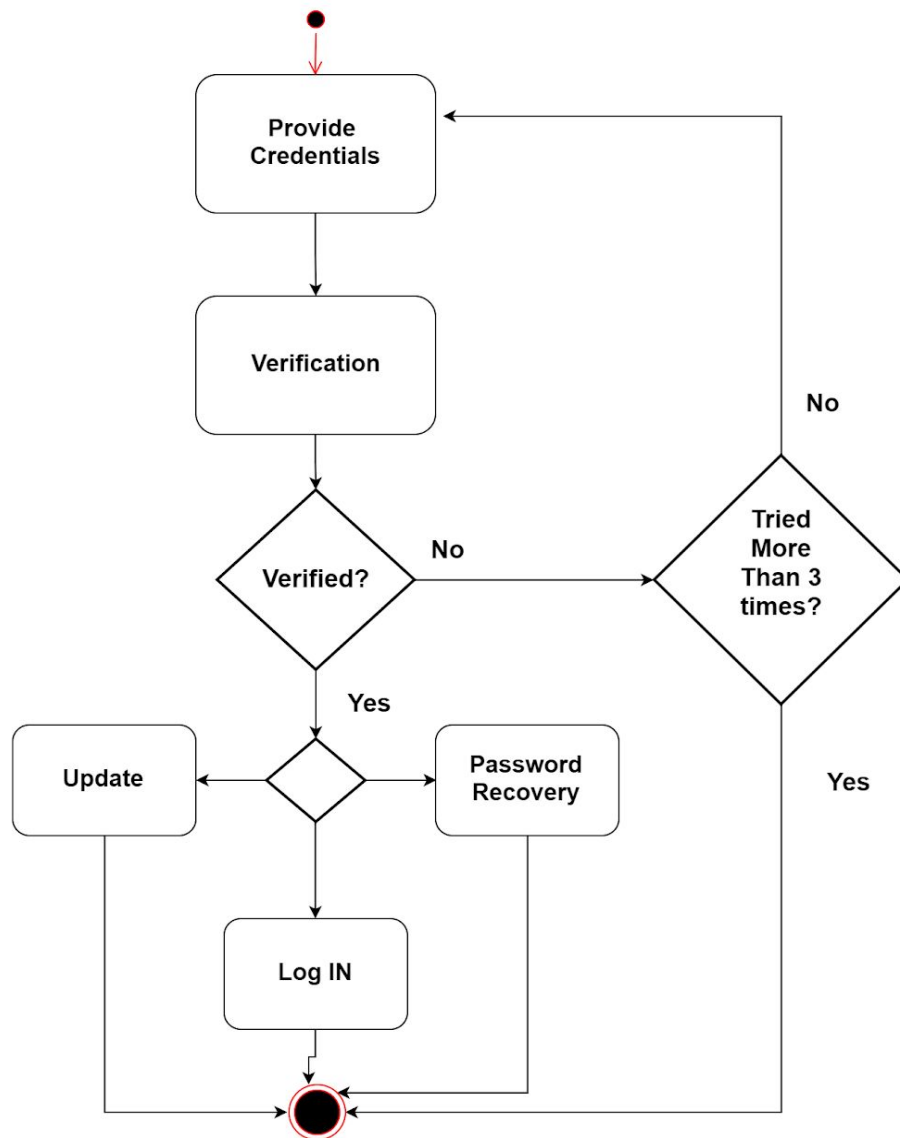 Provide
Credentials
Verification
No
Tried
More
Than 3
times?
No
Verified?
Yes
Update
Password
Recovery
Yes
Log IN